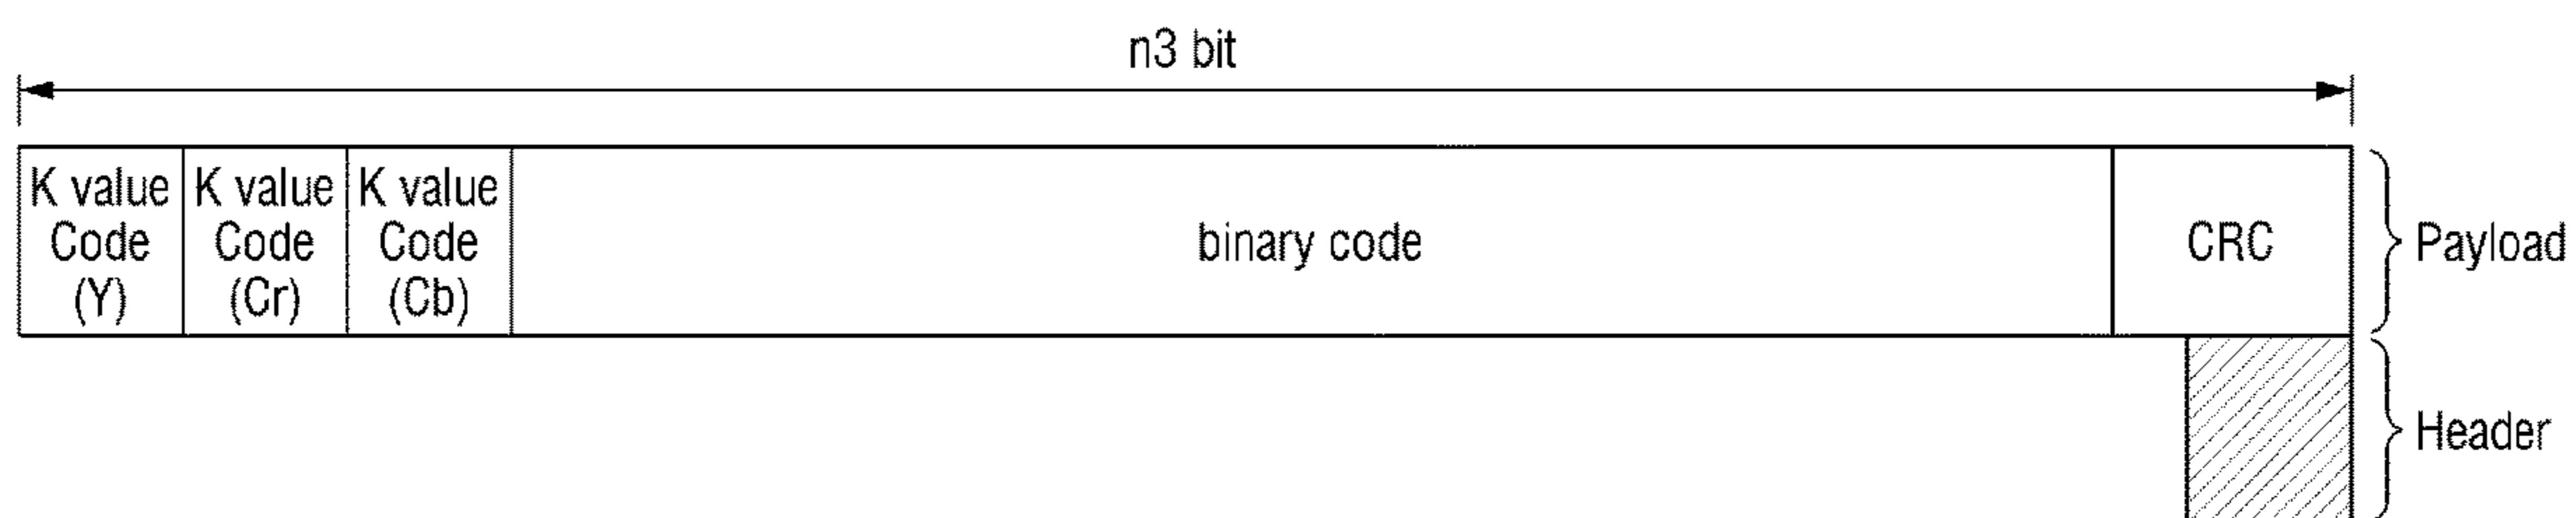 n3 bit
K value
Code
(Y)
K value
Code
(Cr)
K value
Code
(Cb)
binary code
CRC
Payload
Header